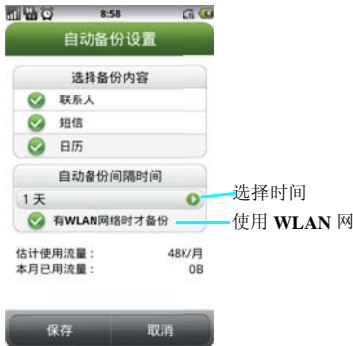 8:58
自动备份设置
选择备份内容
联系人
短信
日历
自动备份间隔时间
1 天
选择时间
有WLAN网络时才备份
使用 WLAN 网
估计使用流量： 48K/月
本月已用流量： 0B
保存 取消